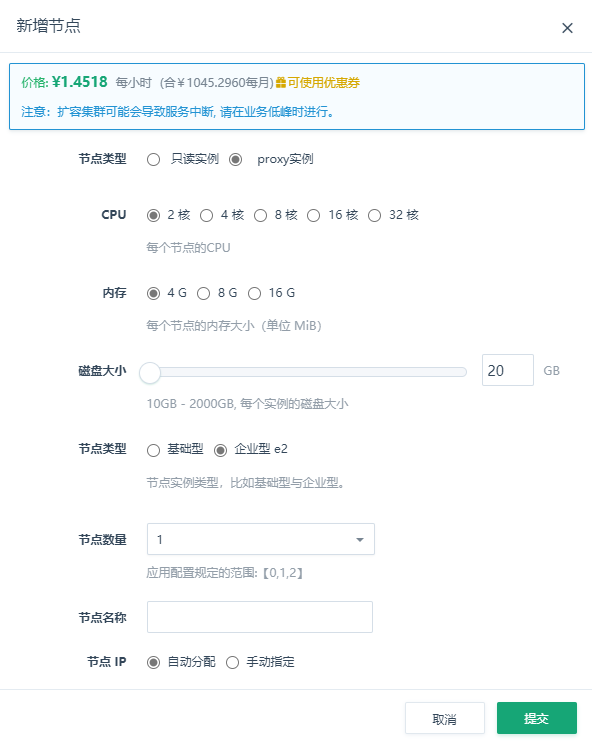 新增节点
价格: ¥1.4518 每小时 (合¥1045.2960每月) 可使用优惠券
注意：扩容集群可能会导致服务中断, 请在业务低峰时进行。
节点类型 只读实例 proxy实例
CPU 2 核 4 核 8 核 16 核 32 核
每个节点的CPU
内存 4 G 8 G 16 G
每个节点的内存大小（单位 MiB）
磁盘大小 20 GB
10GB - 2000GB, 每个实例的磁盘大小
节点类型 基础型 企业型 e2
节点实例类型，比如基础型与企业型。
节点数量 1
应用配置规定的范围:【0,1,2】
节点名称
节点 IP 自动分配 手动指定
取消 提交